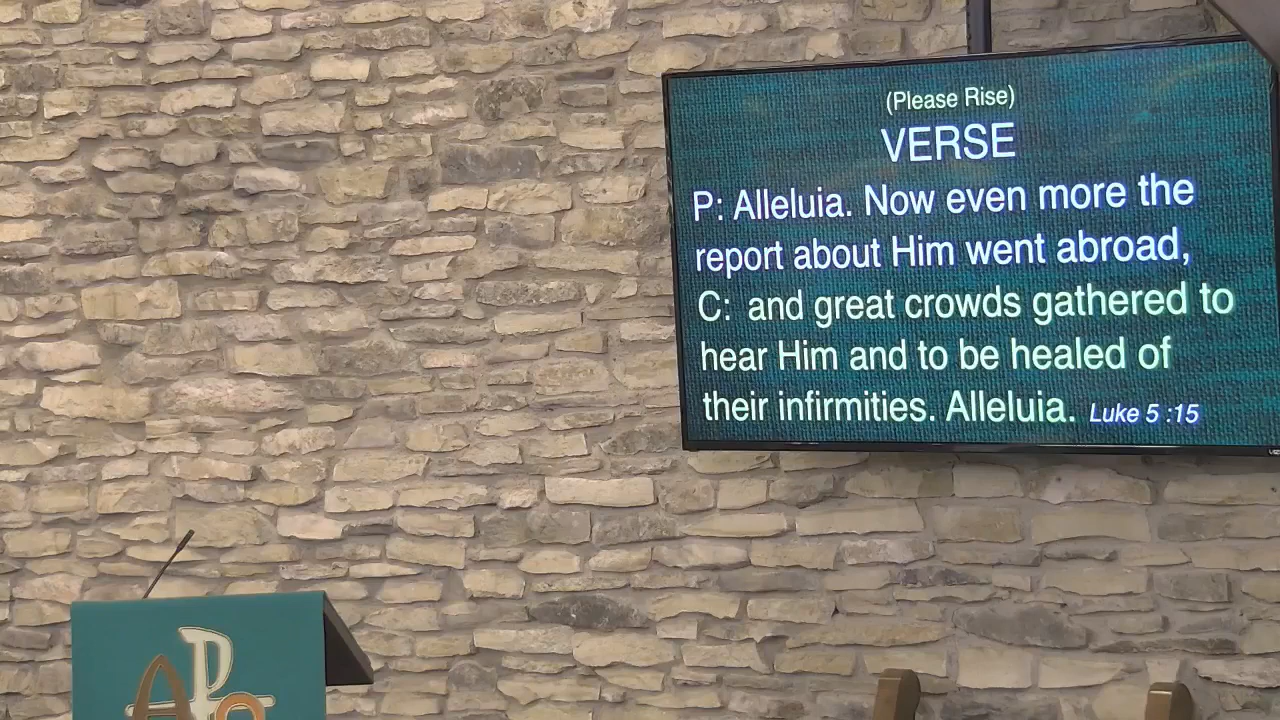 (Please Rise)
VERSE
P: Alleluia. Now even more the
report about Him went abroad,
C: and great crowds gathered to
hear Him and to be healed of
their infirmities. Alleluia. Luke 5 :15